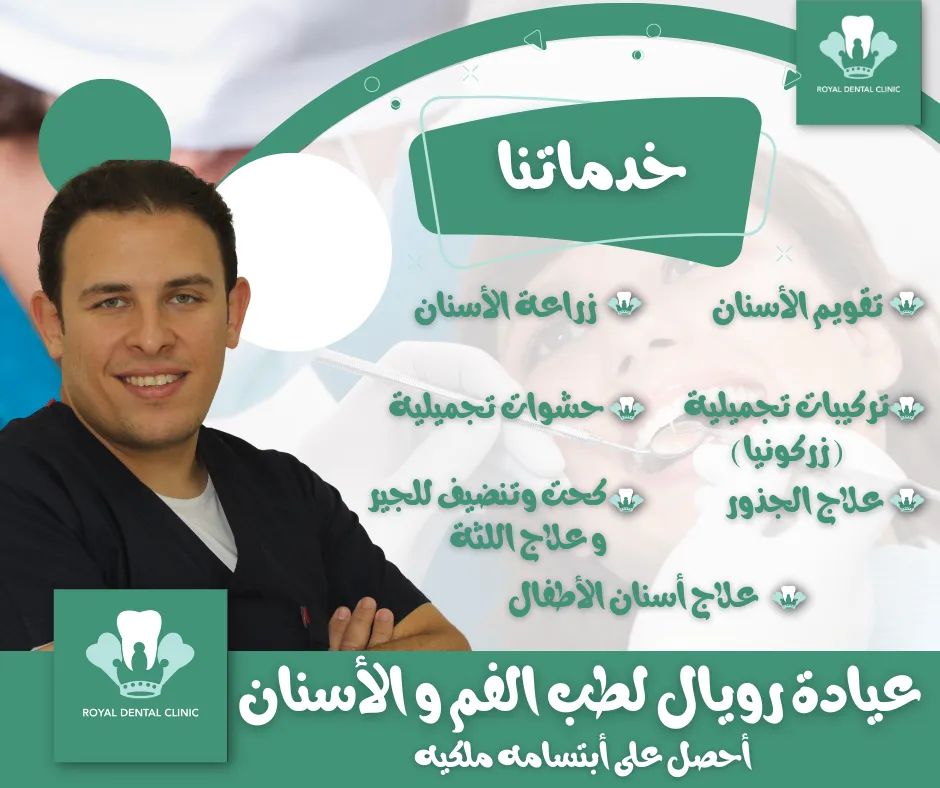 ROYAL DENTAL CLINIC
خدماتنا
تقويم الأسنان
زراعة الأسنان
تركيبات تجميلية
(زركونيا)
حشوات تجميلية
علاج الجذور
كحت وتنضيف للجير
وعلاج اللثة
علاج أسنان الأطفال
ROYAL DENTAL CLINIC
عيادة رويال لطب الفم و الأسنان
أحصل على أبتسامه ملكيه